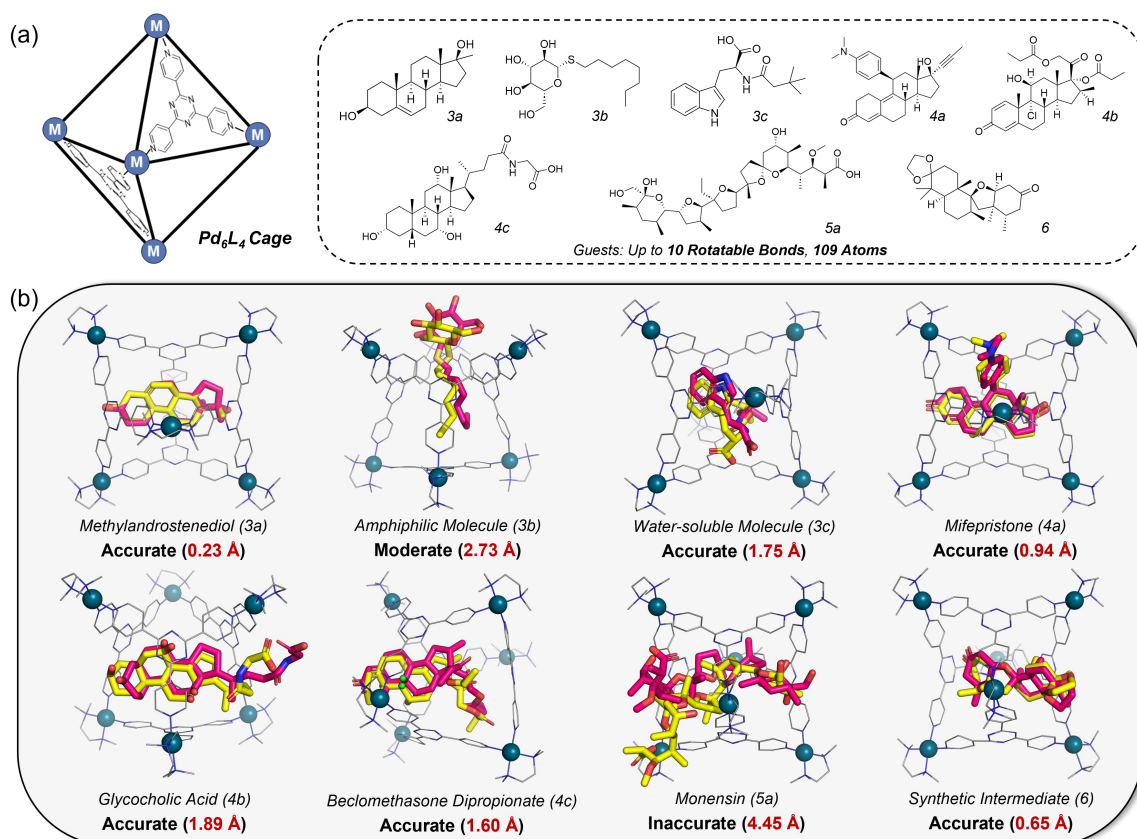 (a)
M
M
M
M
M
Pd6L4 Cage
3a
3b
3c
4a
4b
4c
5a
6
Guests: Up to 10 Rotatable Bonds, 109 Atoms
(b)
Methylandrostenediol (3a)
Accurate (0.23 Å)
Amphiphilic Molecule (3b)
Moderate (2.73 Å)
Water-soluble Molecule (3c)
Accurate (1.75 Å)
Mifepristone (4a)
Accurate (0.94 Å)
Glycocholic Acid (4b)
Accurate (1.89 Å)
Beclomethasone Dipropionate (4c)
Accurate (1.60 Å)
Monensin (5a)
Inaccurate (4.45 Å)
Synthetic Intermediate (6)
Accurate (0.65 Å)